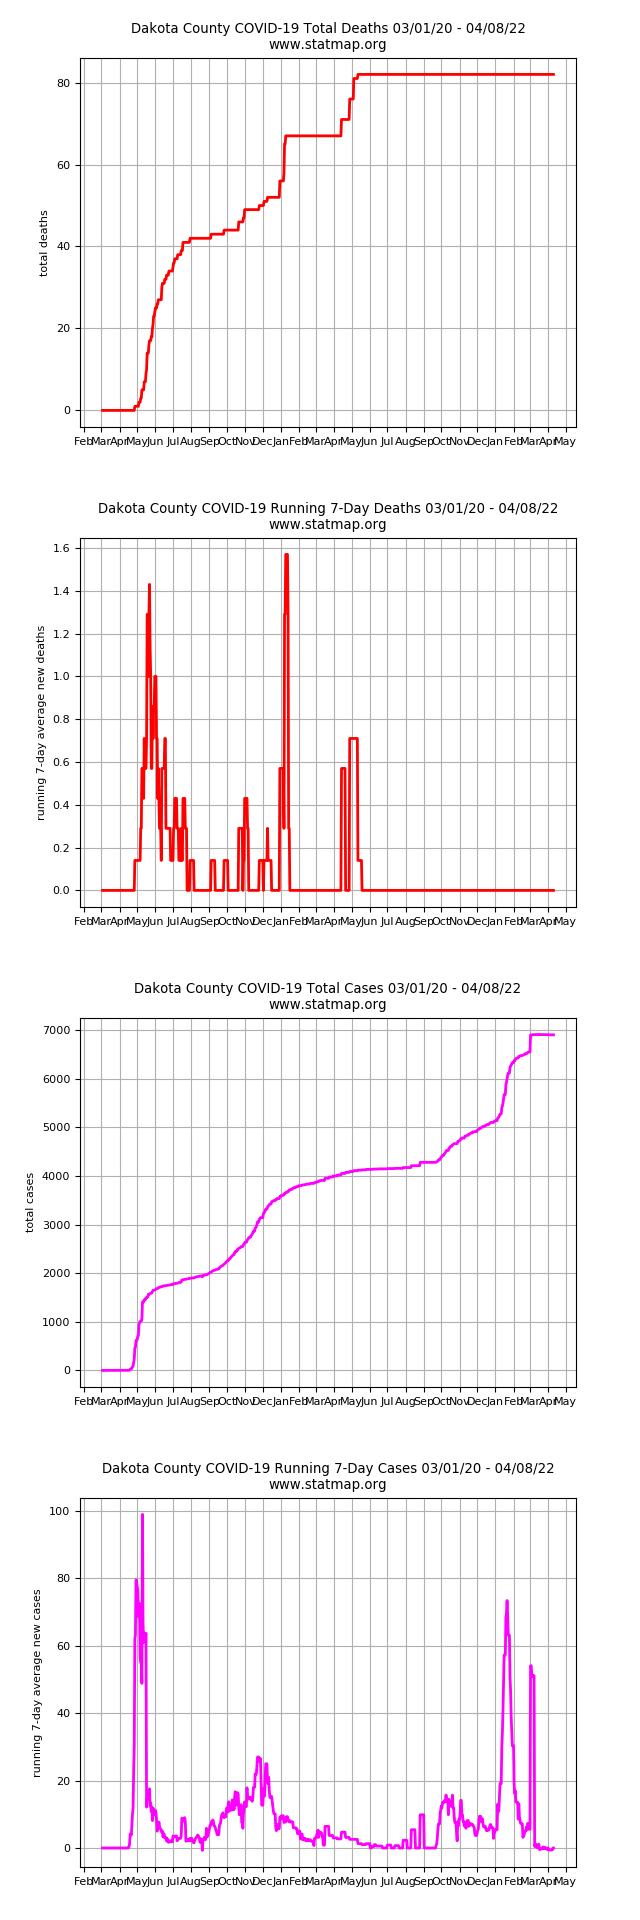 Dakota County COVID-19 Total Deaths 03/01/20 - 04/08/22
www.statmap.org
80
60
40
20
0
total deaths
Feb Mar Apr May Jun Jul Aug Sep Oct Nov Dec Jan Feb Mar Apr May Jun Jul Aug Sep Oct Nov Dec Jan Feb Mar Apr May
Dakota County COVID-19 Running 7-Day Deaths 03/01/20 - 04/08/22
www.statmap.org
1.6
1.4
1.2
1.0
0.8
0.6
0.4
0.2
0.0
running 7-day average new deaths
Feb Mar Apr May Jun Jul Aug Sep Oct Nov Dec Jan Feb Mar Apr May Jun Jul Aug Sep Oct Nov Dec Jan Feb Mar Apr May
Dakota County COVID-19 Total Cases 03/01/20 - 04/08/22
www.statmap.org
7000
6000
5000
4000
3000
2000
1000
0
total cases
Feb Mar Apr May Jun Jul Aug Sep Oct Nov Dec Jan Feb Mar Apr May Jun Jul Aug Sep Oct Nov Dec Jan Feb Mar Apr May
Dakota County COVID-19 Running 7-Day Cases 03/01/20 - 04/08/22
www.statmap.org
100
80
60
40
20
0
running 7-day average new cases
Feb Mar Apr May Jun Jul Aug Sep Oct Nov Dec Jan Feb Mar Apr May Jun Jul Aug Sep Oct Nov Dec Jan Feb Mar Apr May